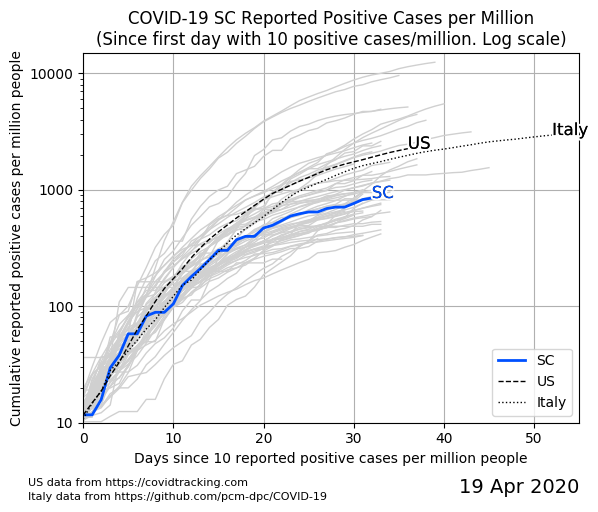 COVID-19 SC Reported Positive Cases per Million
(Since first day with 10 positive cases/million. Log scale)
Cumulative reported positive cases per million people
10000
1000
100
10
US
Italy
SC
SC
US
Italy
0
10
20
30
40
50
Days since 10 reported positive cases per million people
US data from https://covidtracking.com
Italy data from https://github.com/pcm-dpc/COVID-19
19 Apr 2020